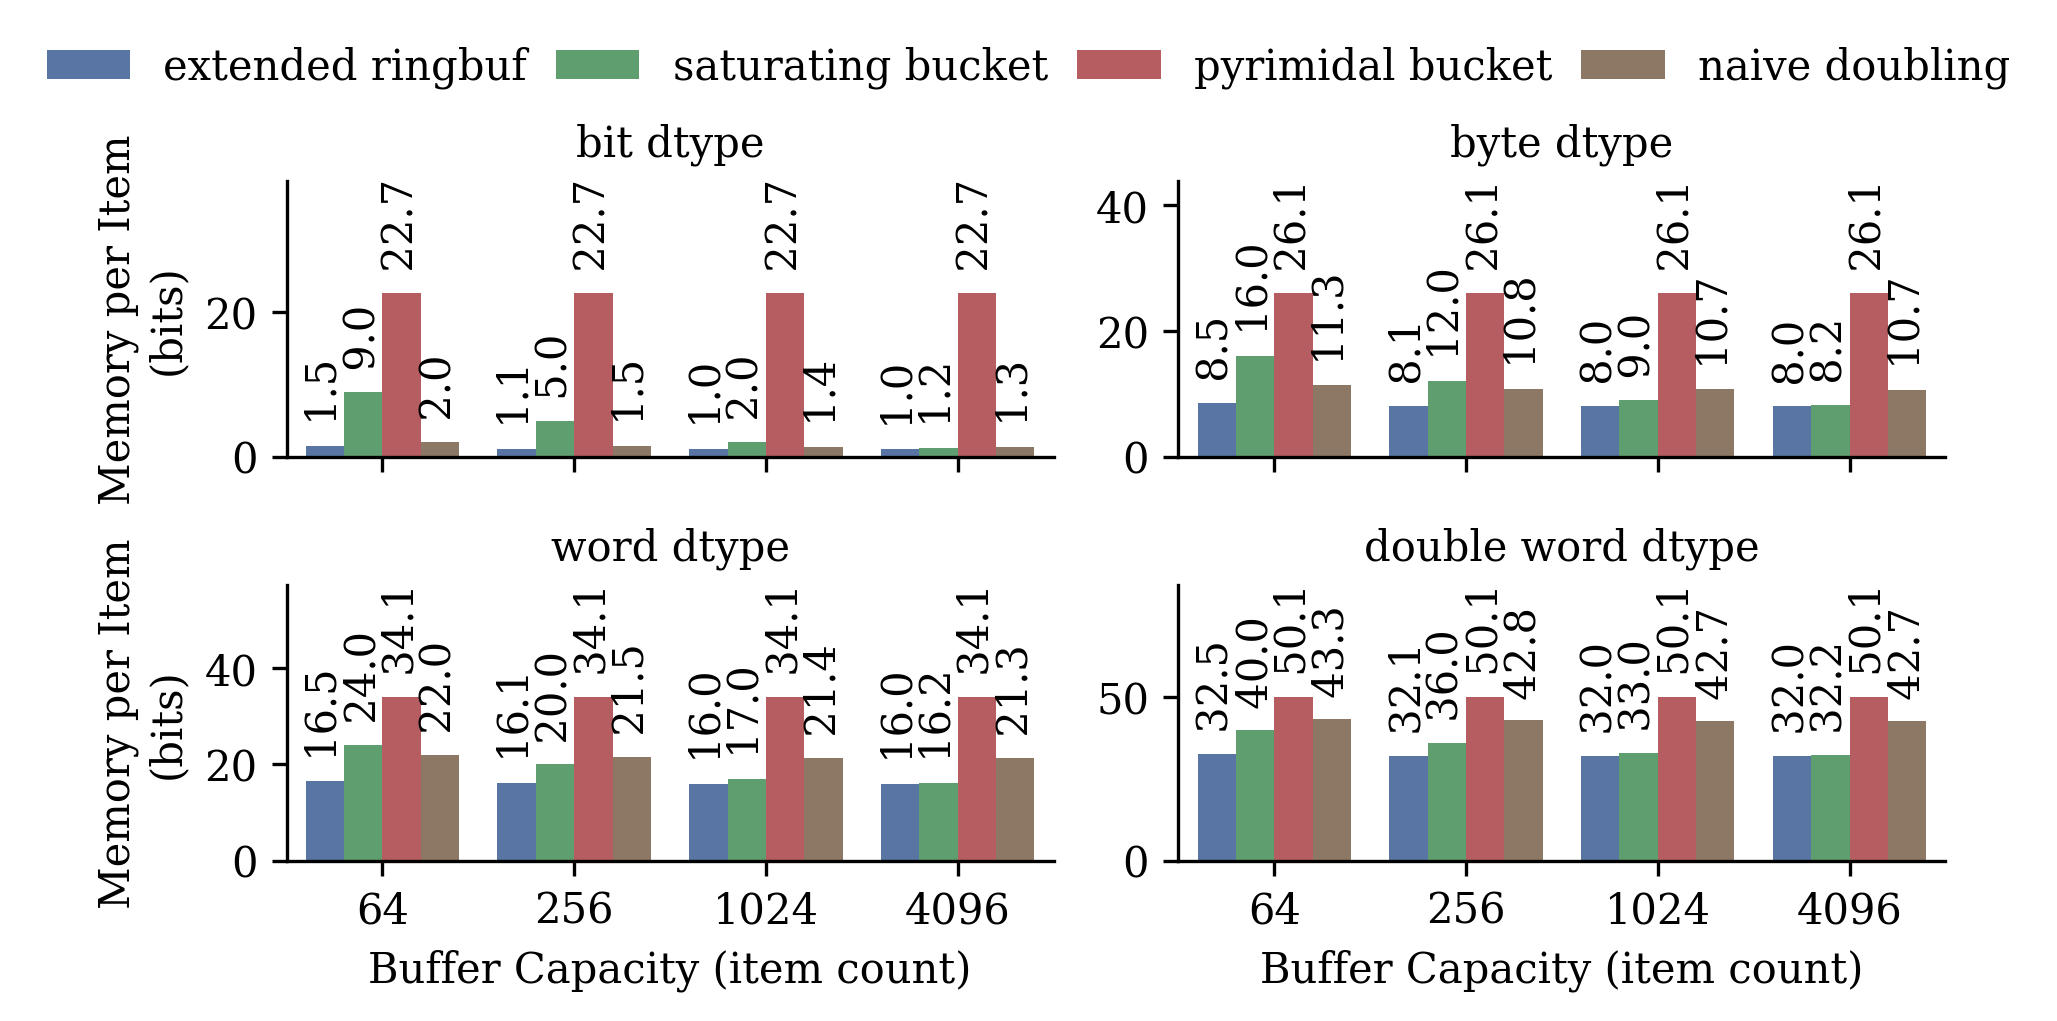 extended ringbuf saturating bucket pyrimidal bucket naive doubling
bit dtype
Memory per Item
(bits)
20
0
1.5 9.0 22.7 2.0 1.1 5.0 22.7 1.5 1.0 2.0 22.7 1.4 1.0 1.2 22.7 1.3
byte dtype
40
20
0
8.5 16.0 26.1 11.3 8.1 12.0 26.1 10.8 8.0 9.0 26.1 10.7 8.0 8.2 26.1 10.7
word dtype
Memory per Item
(bits)
40
20
0
16.5 24.0 34.1 22.0 16.1 20.0 34.1 21.5 16.0 17.0 34.1 21.4 16.0 16.2 34.1 21.3
64 256 1024 4096
Buffer Capacity (item count)
double word dtype
50
0
32.5 40.0 50.1 43.3 32.1 36.0 50.1 42.8 32.0 33.0 50.1 42.7 32.0 32.2 50.1 42.7
64 256 1024 4096
Buffer Capacity (item count)